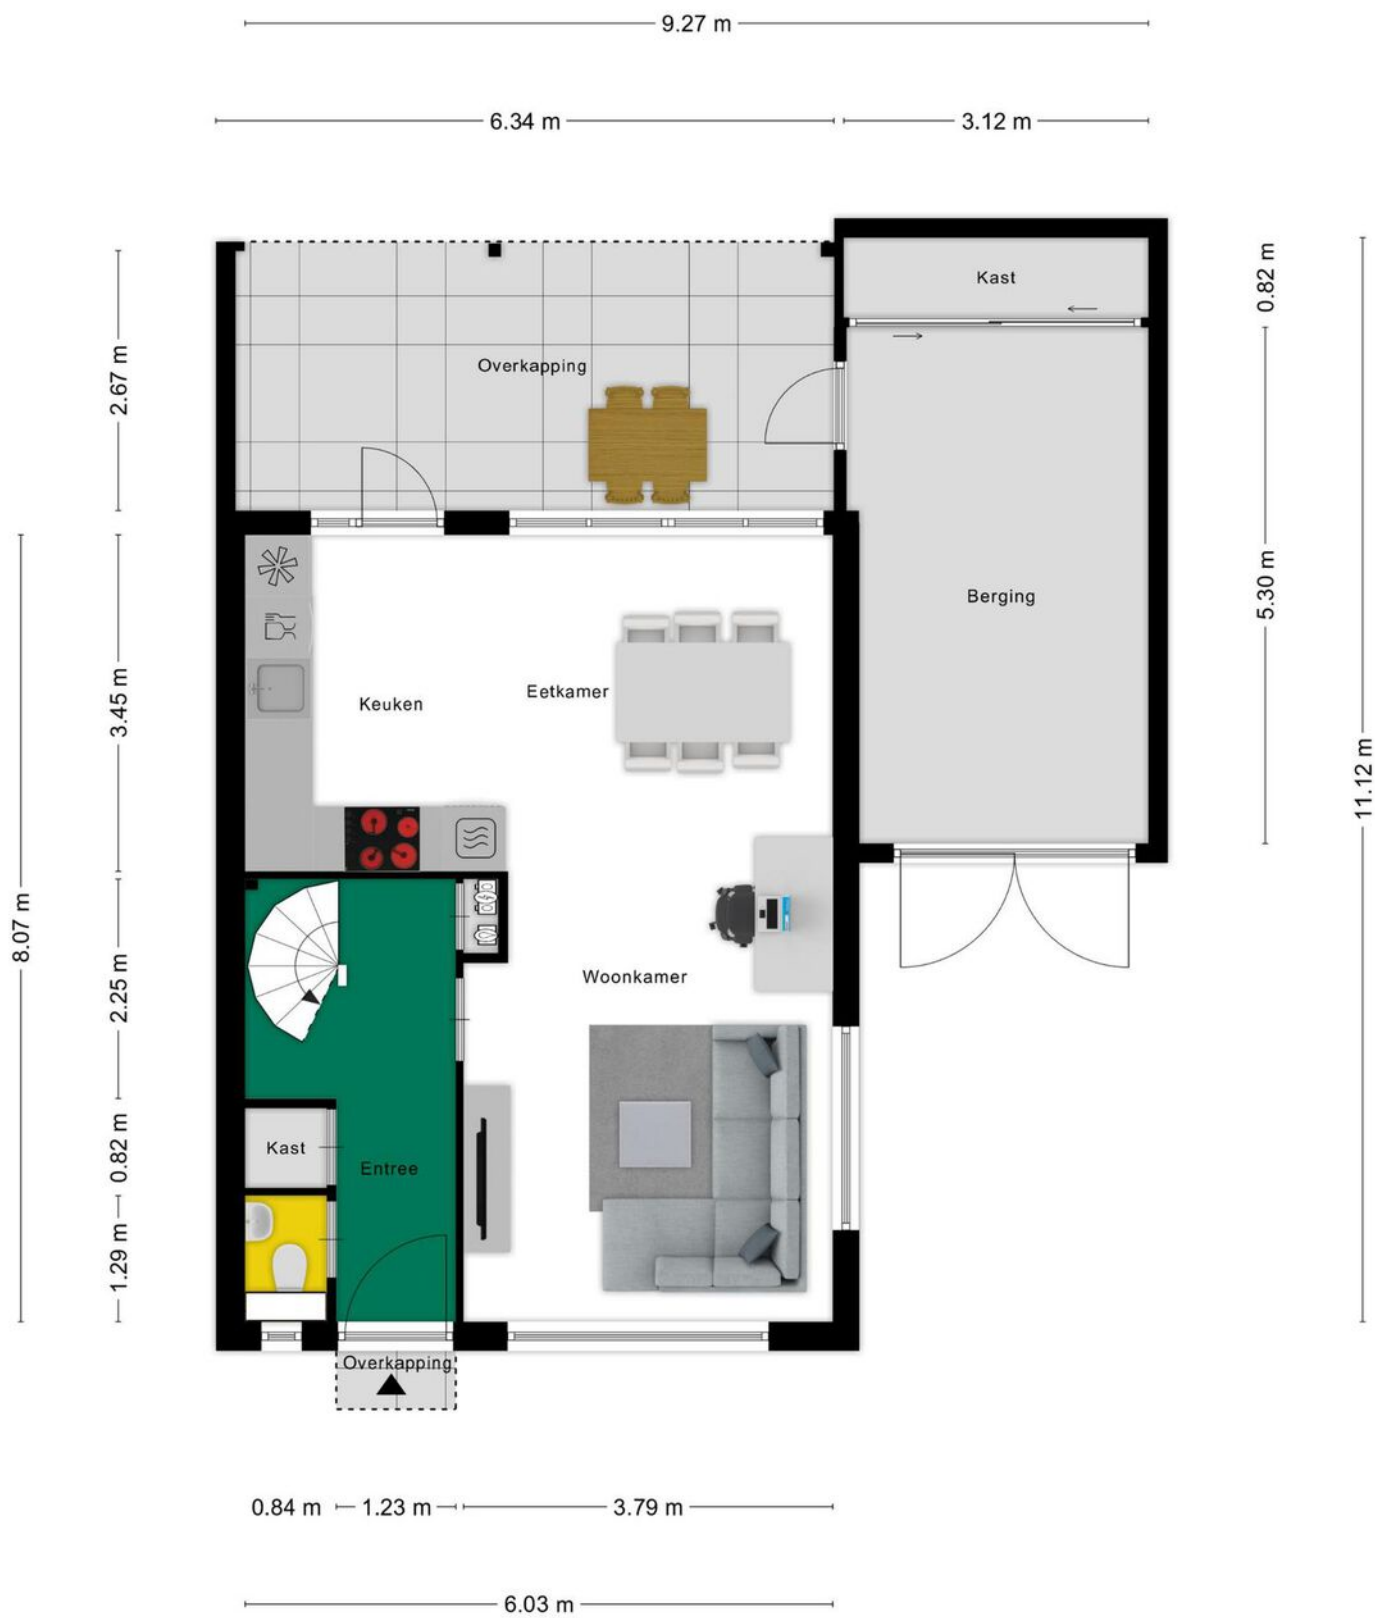 9.27 m
6.34 m
3.12 m
Kast
0.82 m
Overkapping
2.67 m
Berging
5.30 m
Keuken
Eetkamer
3.45 m
11.12 m
8.07 m
Woonkamer
2.25 m
Kast
0.82 m
Entree
1.29 m
Overkapping
0.84 m
1.23 m
3.79 m
6.03 m